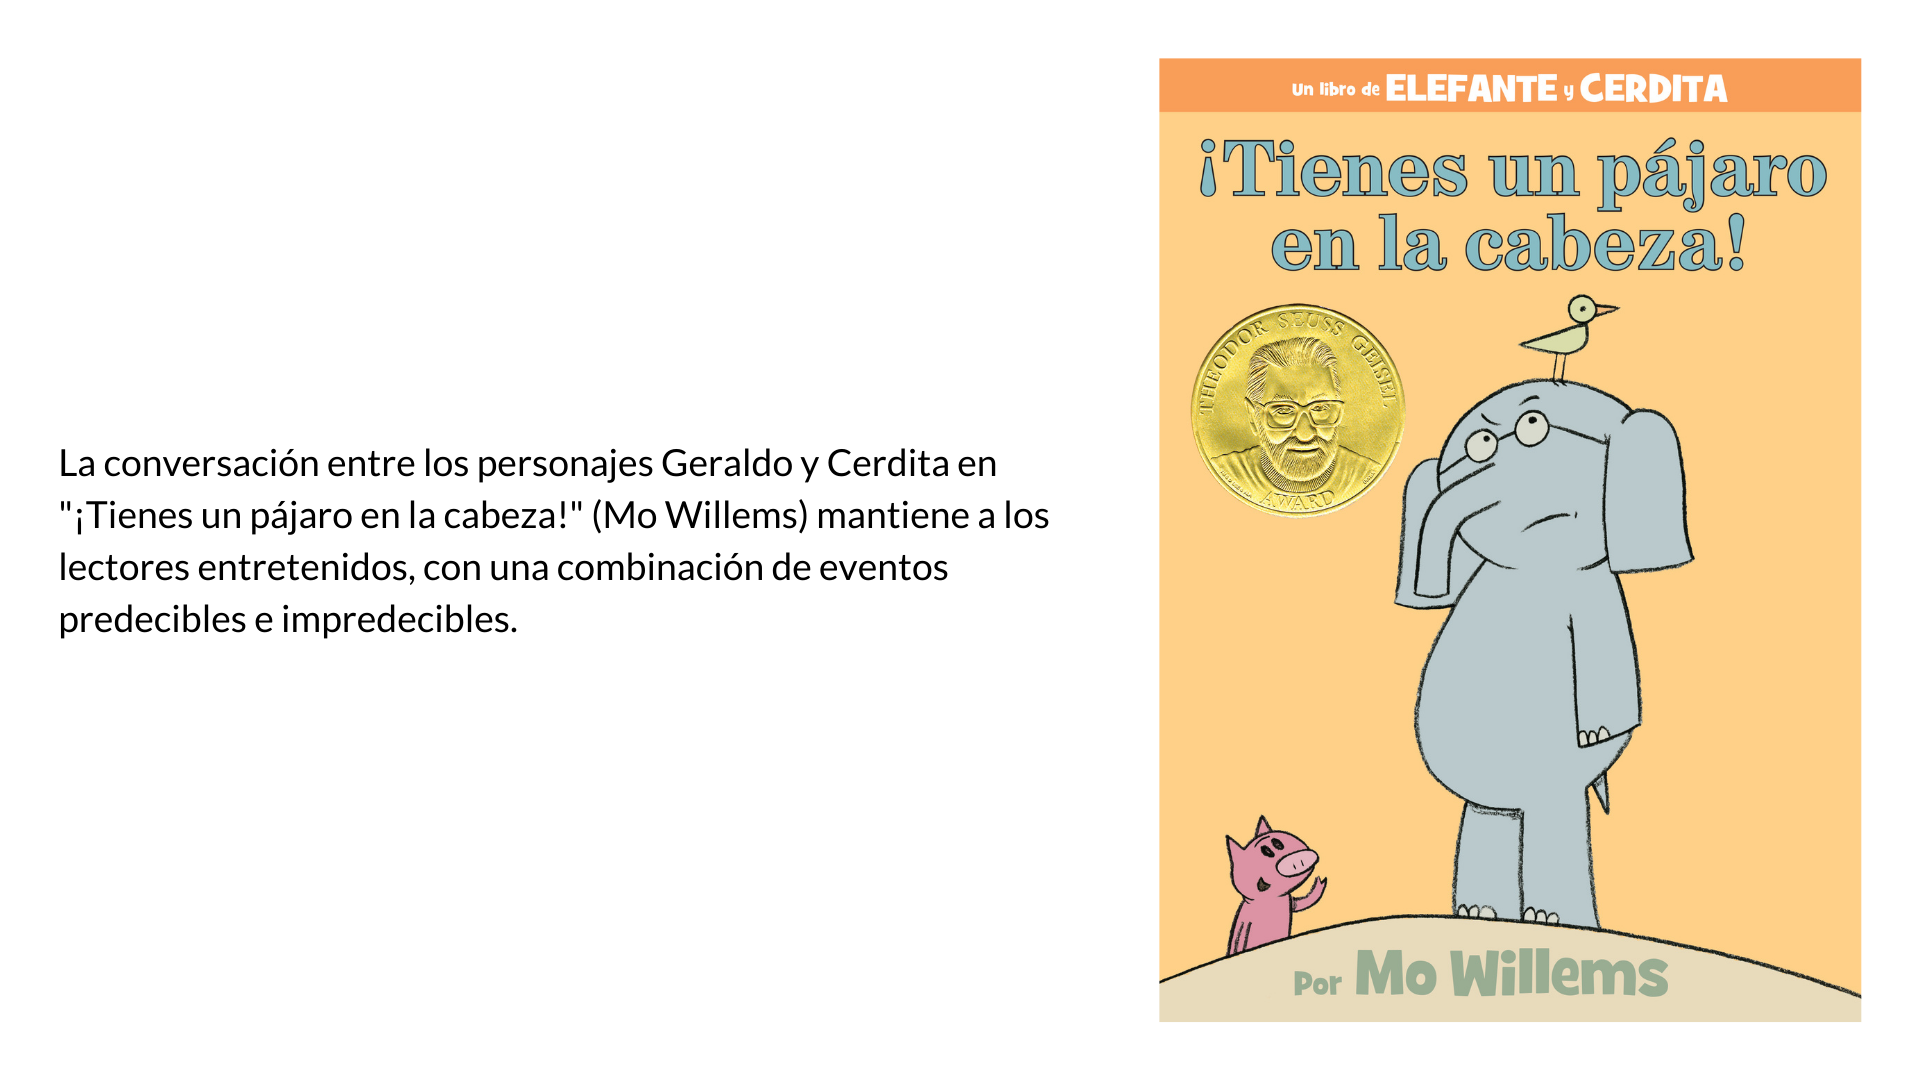 La conversación entre los personajes Geraldo y Cerdita en
"¡Tienes un pájaro en la cabeza!" (Mo Willems) mantiene a los
lectores entretenidos, con una combinación de eventos
predecibles e impredecibles.
Un libro de ELEFANTE y CERDITA
¡Tienes un pájaro
en la cabeza!
THEODOR SEUSS GEISEL
AWARD
Por Mo Willems